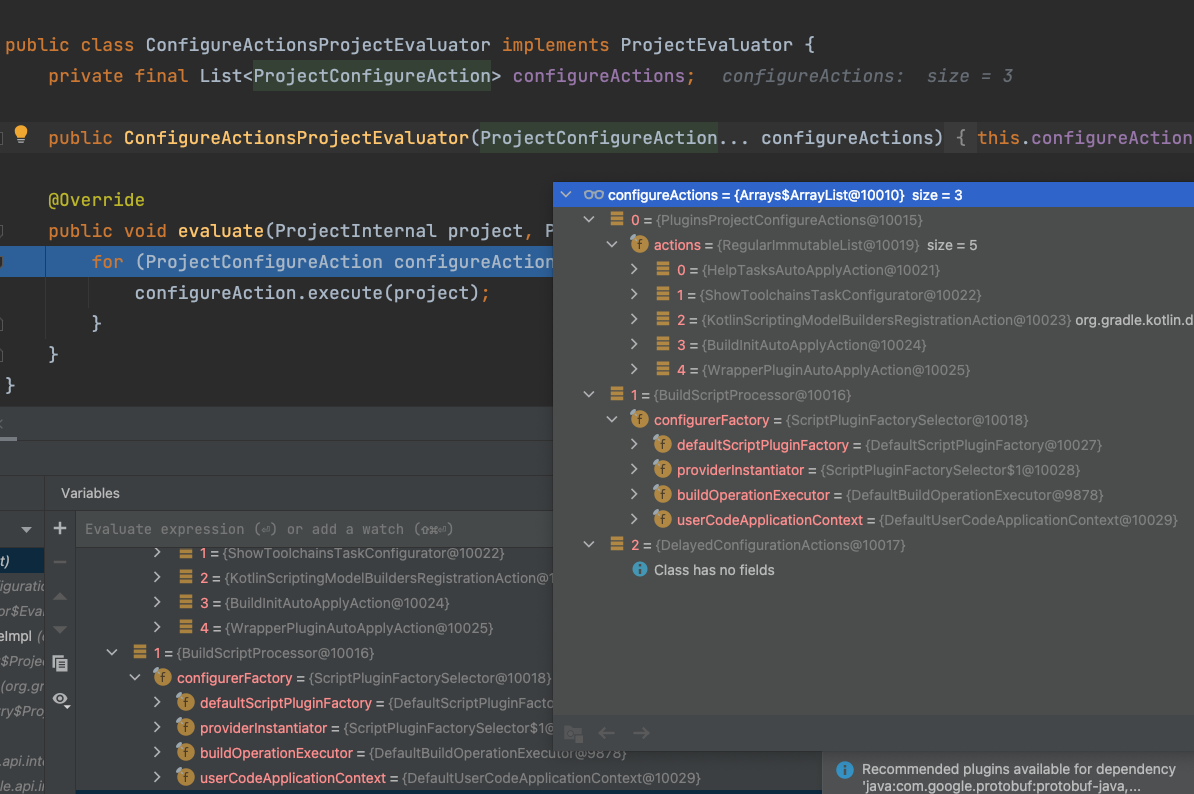 public class ConfigureActionsProjectEvaluator implements ProjectEvaluator {
private final List<ProjectConfigureAction> configureActions; configureActions: size = 3
public ConfigureActionsProjectEvaluator(ProjectConfigureAction... configureActions) { this.configureAction
@Override
public void evaluate(ProjectInternal project, P
for (ProjectConfigureAction configureAction
configureAction.execute(project);
}
}
}
configureActions = {Arrays$ArrayList@10010} size = 3
0 = {PluginsProjectConfigureActions@10015}
actions = {RegularImmutableList@10019} size = 5
0 = {HelpTasksAutoApplyAction@10021}
1 = {ShowToolchainsTaskConfigurator@10022}
2 = {KotlinScriptingModelBuildersRegistrationAction@10023} org.gradle.kotlin.d
3 = {BuildInitAutoApplyAction@10024}
4 = {WrapperPluginAutoApplyAction@10025}
1 = {BuildScriptProcessor@10016}
configurerFactory = {ScriptPluginFactorySelector@10018}
defaultScriptPluginFactory = {DefaultScriptPluginFactory@10027}
providerInstantiator = {ScriptPluginFactorySelector$1@10028}
buildOperationExecutor = {DefaultBuildOperationExecutor@9878}
userCodeApplicationContext = {DefaultUserCodeApplicationContext@10029}
2 = {DelayedConfigurationActions@10017}
Class has no fields
Variables
Evaluate expression (⏎) or add a watch (⇧⌘⏎)
1 = {ShowToolchainsTaskConfigurator@10022}
2 = {KotlinScriptingModelBuildersRegistrationAction@1
3 = {BuildInitAutoApplyAction@10024}
4 = {WrapperPluginAutoApplyAction@10025}
1 = {BuildScriptProcessor@10016}
configurerFactory = {ScriptPluginFactorySelector@10018}
defaultScriptPluginFactory = {DefaultScriptPluginFacto
providerInstantiator = {ScriptPluginFactorySelector$1@
buildOperationExecutor = {DefaultBuildOperationExecutor@9878}
userCodeApplicationContext = {DefaultUserCodeApplicationContext@10029}
t)
iguratio
or$Eval
eImpl (
$Projec
(org.gr
ry$Proj
.api.inte
le.api.i
Recommended plugins available for dependency
'java:com.google.protobuf:protobuf-java,...